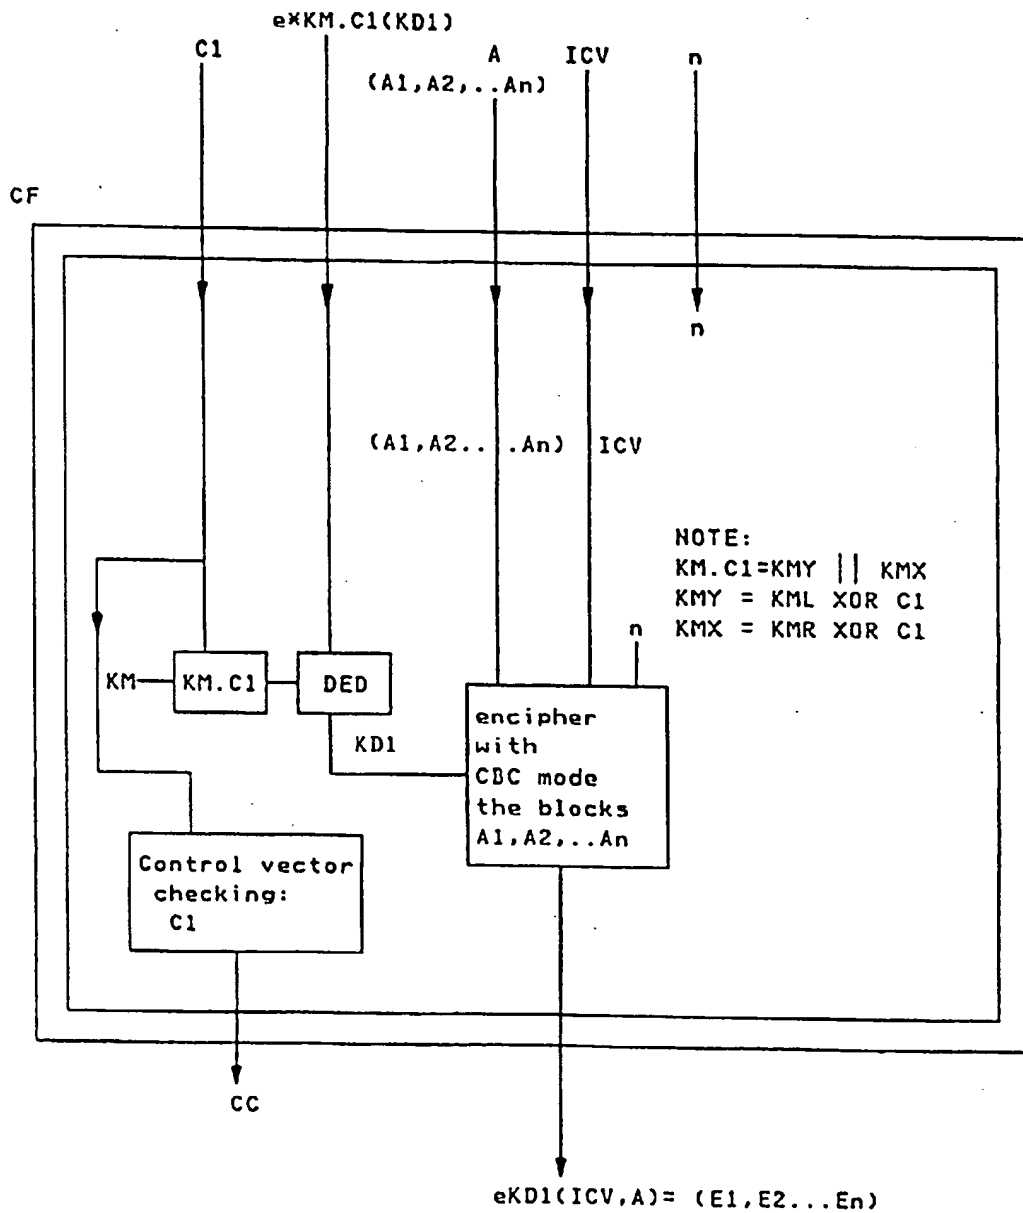 e*KM.C1(KD1)
C1
A
ICV
n
(A1,A2,..An)
CF
n
(A1,A2....An)
ICV
NOTE:
KM.C1=KMY || KMX
KMY = KML XOR C1
KMX = KMR XOR C1
n
KM
KM.C1
DED
KD1
encipher
with
CBC mode
the blocks
A1,A2,..An
Control vector
checking:
C1
CC
eKD1(ICV,A)= (E1,E2...En)